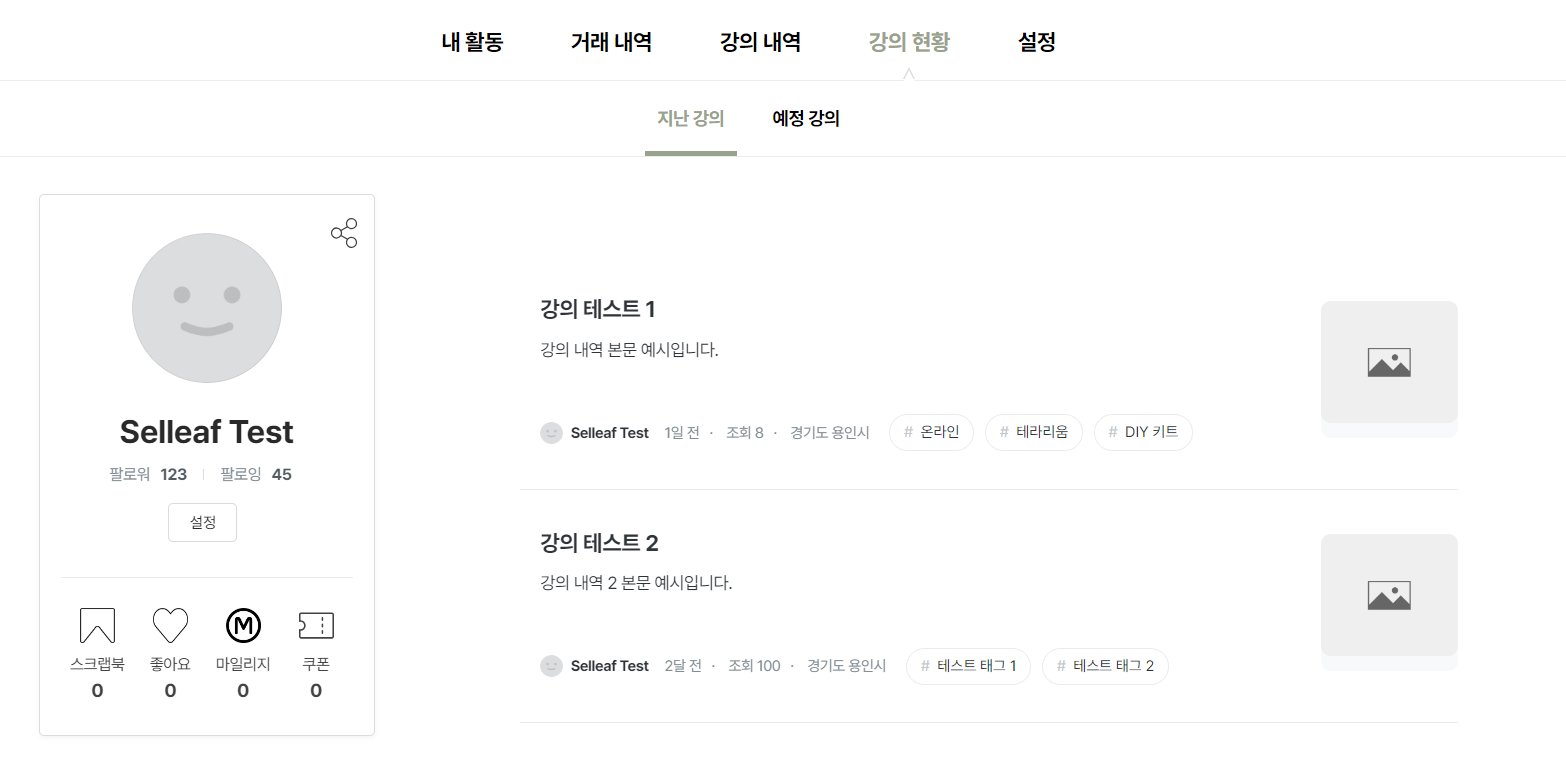 내 활동 거래 내역 강의 내역 강의 현황 설정
지난 강의 예정 강의
Selleaf Test
팔로워 123 팔로잉 45
설정
스크랩북 좋아요 마일리지 쿠폰
0 0 0 0
강의 테스트 1
강의 내역 본문 예시입니다.
Selleaf Test 1일 전 · 조회 8 · 경기도 용인시 # 온라인 # 테라리움 # DIY 키트
강의 테스트 2
강의 내역 2 본문 예시입니다.
Selleaf Test 2달 전 · 조회 100 · 경기도 용인시 # 테스트 태그 1 # 테스트 태그 2